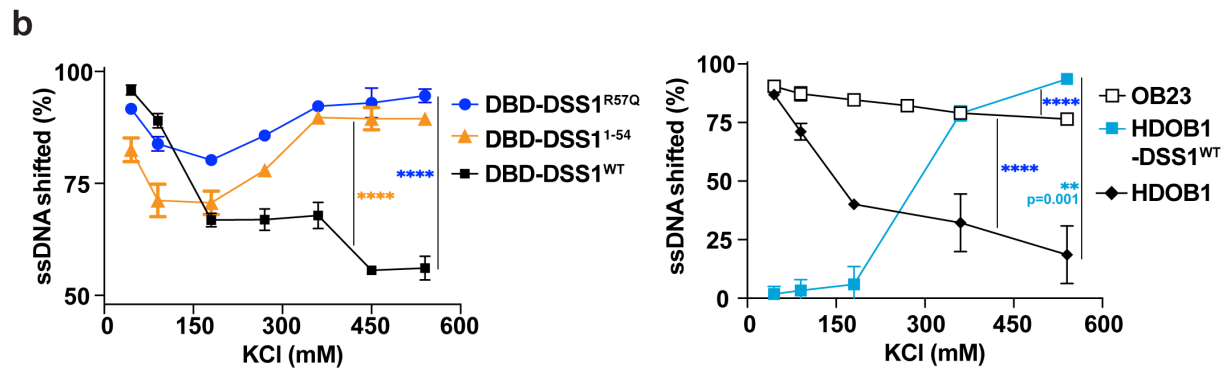 b
ssDNA shifted (%)
100
75
50
0
150
300
450
600
KCl (mM)
****
****
DBD-DSS1R57Q
DBD-DSS11-54
DBD-DSS1WT
ssDNA shifted (%)
100
75
50
25
0
0
150
300
450
600
KCl (mM)
****
****
**
p=0.001
OB23
HDOB1
-DSS1WT
HDOB1